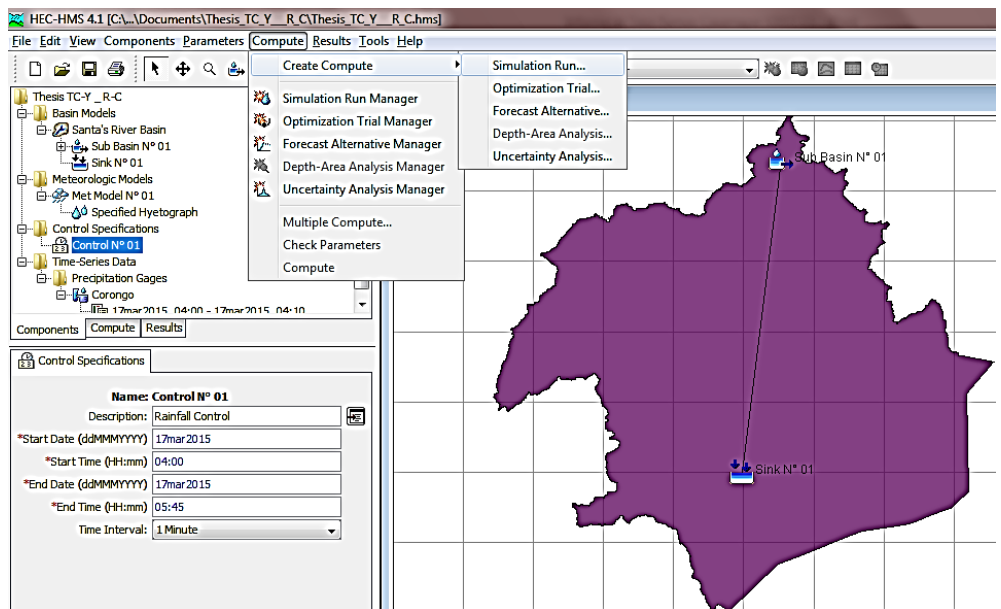 HEC-HMS 4.1 [C:\...\Documents\Thesis_TC_Y__R_C\Thesis_TC_Y__R_C.hms]
File Edit View Components Parameters Compute Results Tools Help
Create Compute
Simulation Run Manager
Optimization Trial Manager
Forecast Alternative Manager
Depth-Area Analysis Manager
Uncertainty Analysis Manager
Multiple Compute...
Check Parameters
Compute
Simulation Run...
Optimization Trial...
Forecast Alternative...
Depth-Area Analysis...
Uncertainty Analysis...
Thesis TC-Y _ R-C
Basin Models
Santa's River Basin
Sub Basin N° 01
Sink N° 01
Meteorologic Models
Met Model N° 01
Specified Hyetograph
Control Specifications
Control N° 01
Time-Series Data
Precipitation Gages
Corongo
17mar2015, 04:00 - 17mar2015, 04:10
Components Compute Results
Control Specifications
Name: Control N° 01
Description: Rainfall Control
*Start Date (ddMMMYYYY) 17mar2015
*Start Time (HH:mm) 04:00
*End Date (ddMMMYYYY) 17mar2015
*End Time (HH:mm) 05:45
Time Interval: 1 Minute
Sub Basin N° 01
Sink N° 01